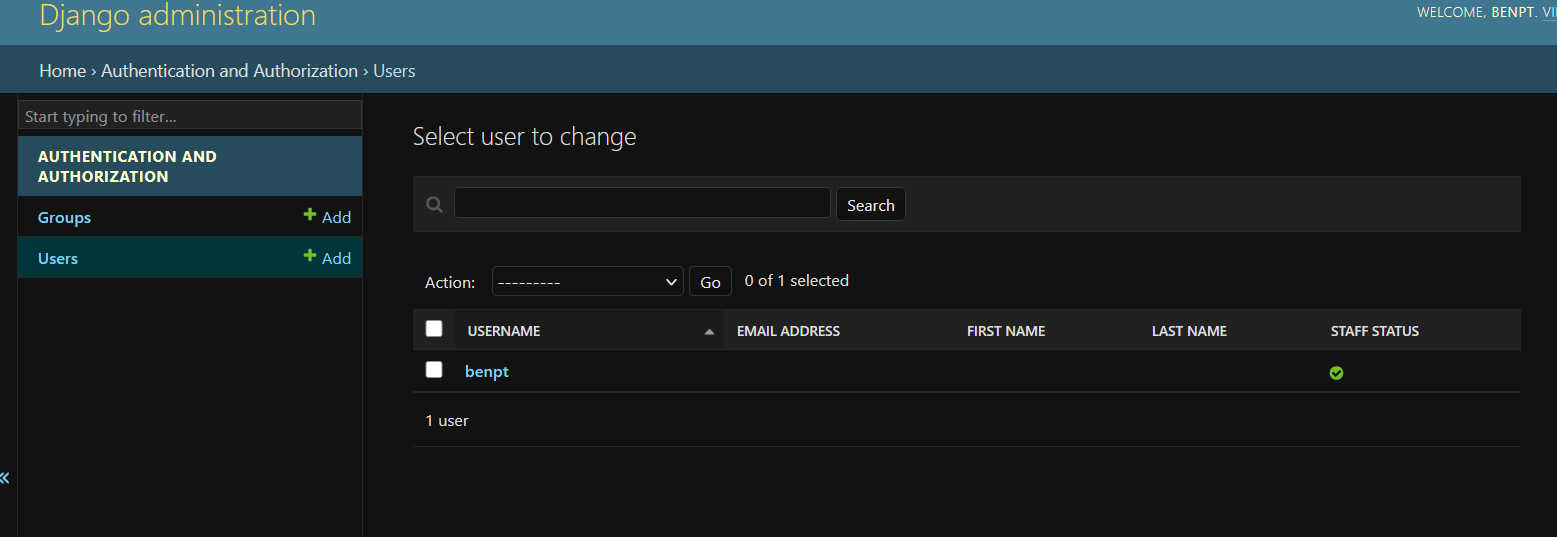 Django administration
WELCOME, BENPT.
Home › Authentication and Authorization › Users
Start typing to filter...
AUTHENTICATION AND
AUTHORIZATION
Groups
Add
Users
Add
«
Select user to change
Search
Action: --------- Go 0 of 1 selected
USERNAME EMAIL ADDRESS FIRST NAME LAST NAME STAFF STATUS
benpt
1 user